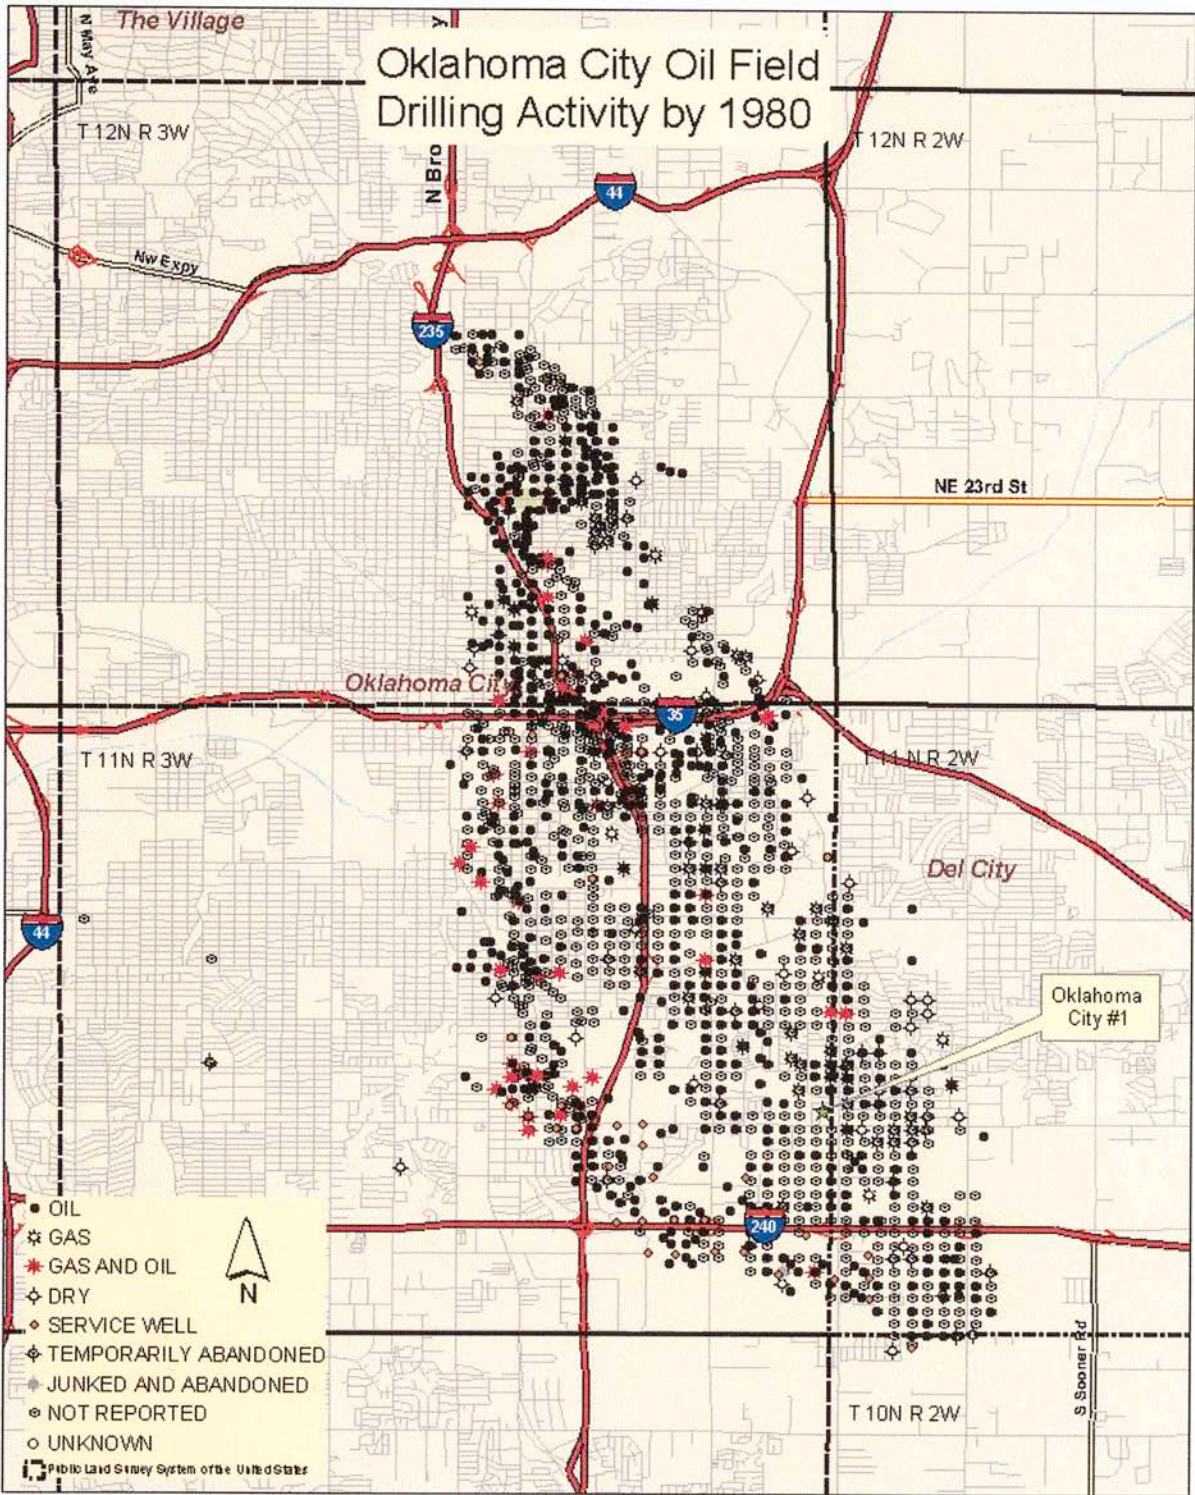 The Village
N May Ave
y
Oklahoma City Oil Field
Drilling Activity by 1980
T 12N R 3W
T 12N R 2W
N Bro
44
Nw Expy
235
NE 23rd St
Oklahoma City
35
T 11N R 3W
T 11 N R 2W
Del City
44
Oklahoma
City #1
240
OIL
GAS
GAS AND OIL
N
DRY
SERVICE WELL
TEMPORARILY ABANDONED
JUNKED AND ABANDONED
NOT REPORTED
UNKNOWN
Public Land Survey System of the United States
S Sooner Rd
T 10N R 2W